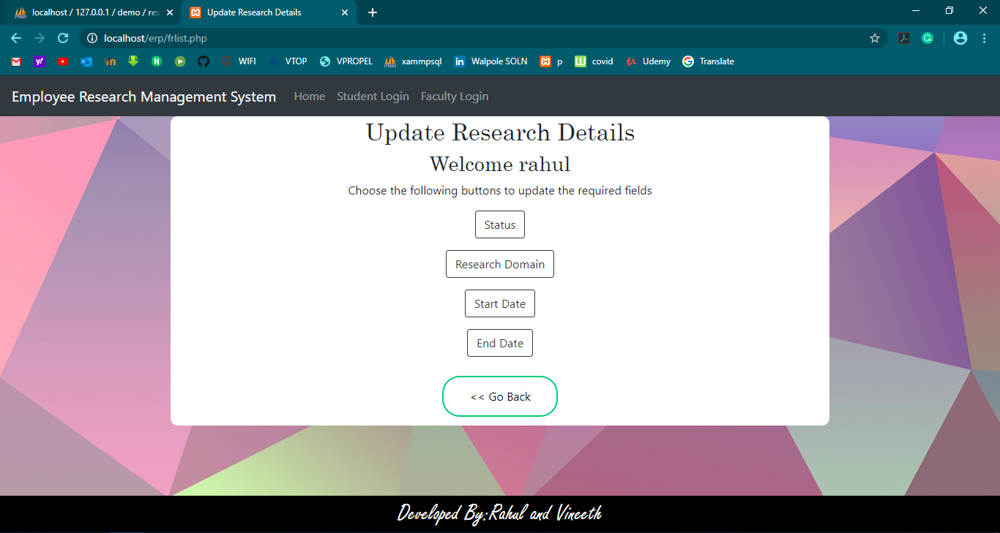 localhost / 127.0.0.1 / demo / res
Update Research Details
localhost/erp/frlist.php
WIFI
VTOP
VPROPEL
xammpsql
Walpole SOLN
p
covid
Udemy
Translate
Employee Research Management System
Home
Student Login
Faculty Login
Update Research Details
Welcome rahul
Choose the following buttons to update the required fields
Status
Research Domain
Start Date
End Date
<< Go Back
Developed By:Rahul and Vineeth